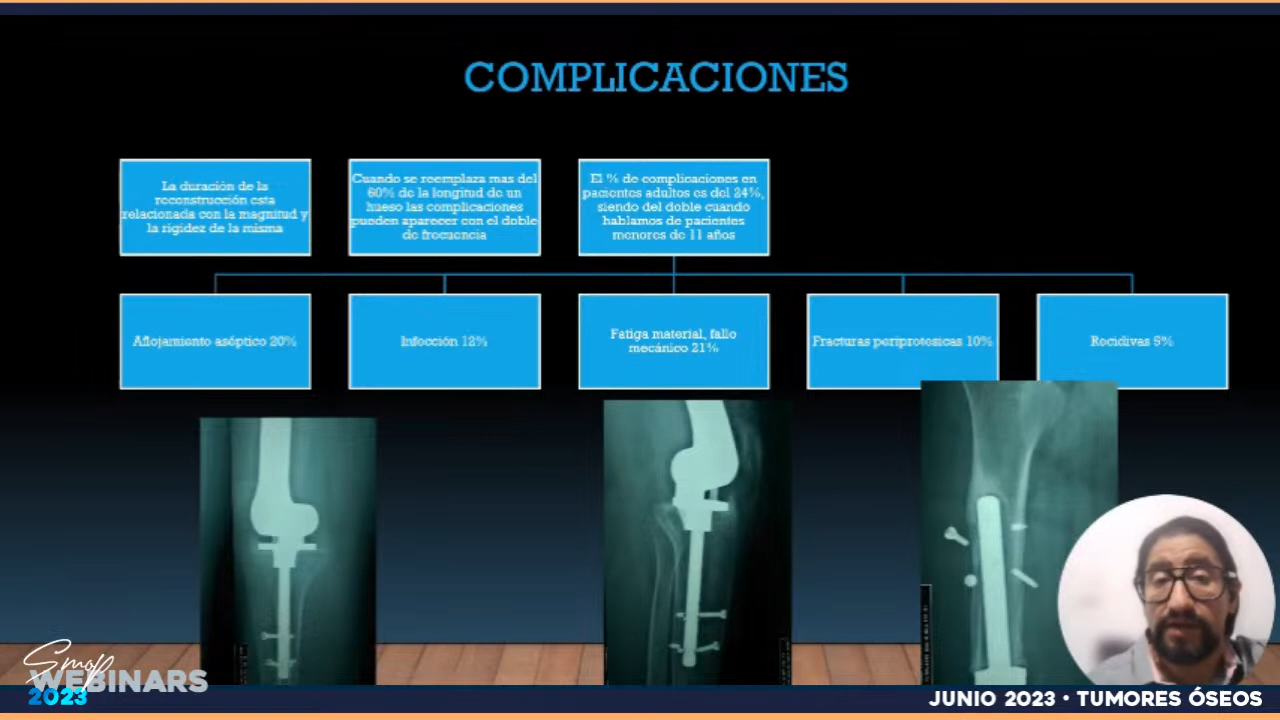 COMPLICACIONES
La duración de la
reconstrucción esta
relacionada con la magnitud y
la rigidez de la misma
Cuando se reemplaza mas del
60% de la longitud de un
hueso las complicaciones
pueden aparecer con el doble
de frecuencia
El % de complicaciones en
pacientes adultos es del 24%,
siendo del doble cuando
hablamos de pacientes
menores de 11 años
Aflojamiento aséptico 20%
Infección 12%
Fatiga material, fallo
mecánico 21%
Fracturas periprotesicas 10%
Recidivas 5%
Smop
WEBINARS
2023
JUNIO 2023 • TUMORES ÓSEOS